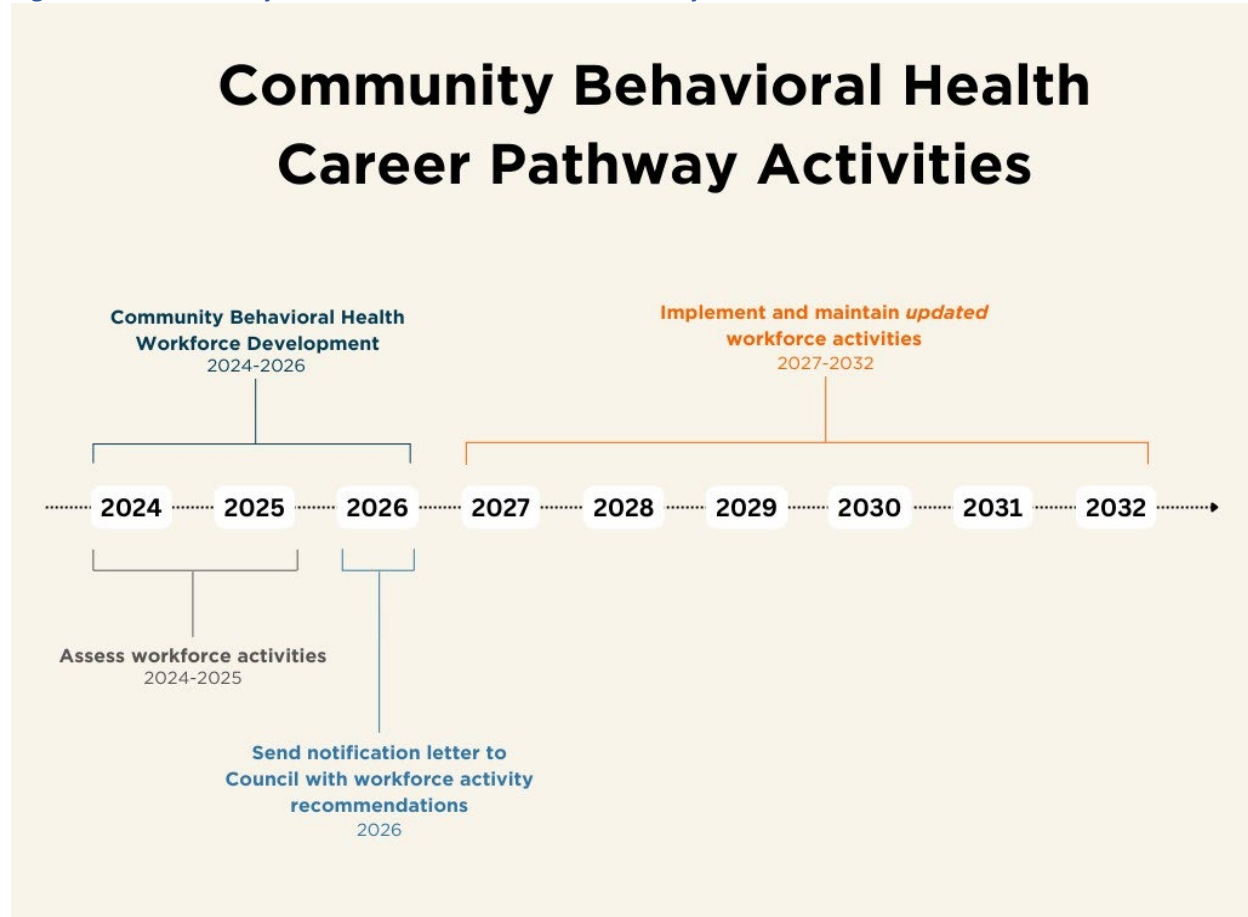 Community Behavioral Health
Career Pathway Activities
Community Behavioral Health
Workforce Development
2024-2026
Implement and maintain updated
workforce activities
2027-2032
2024 2025 2026 2027 2028 2029 2030 2031 2032
Assess workforce activities
2024-2025
Send notification letter to
Council with workforce activity
recommendations
2026